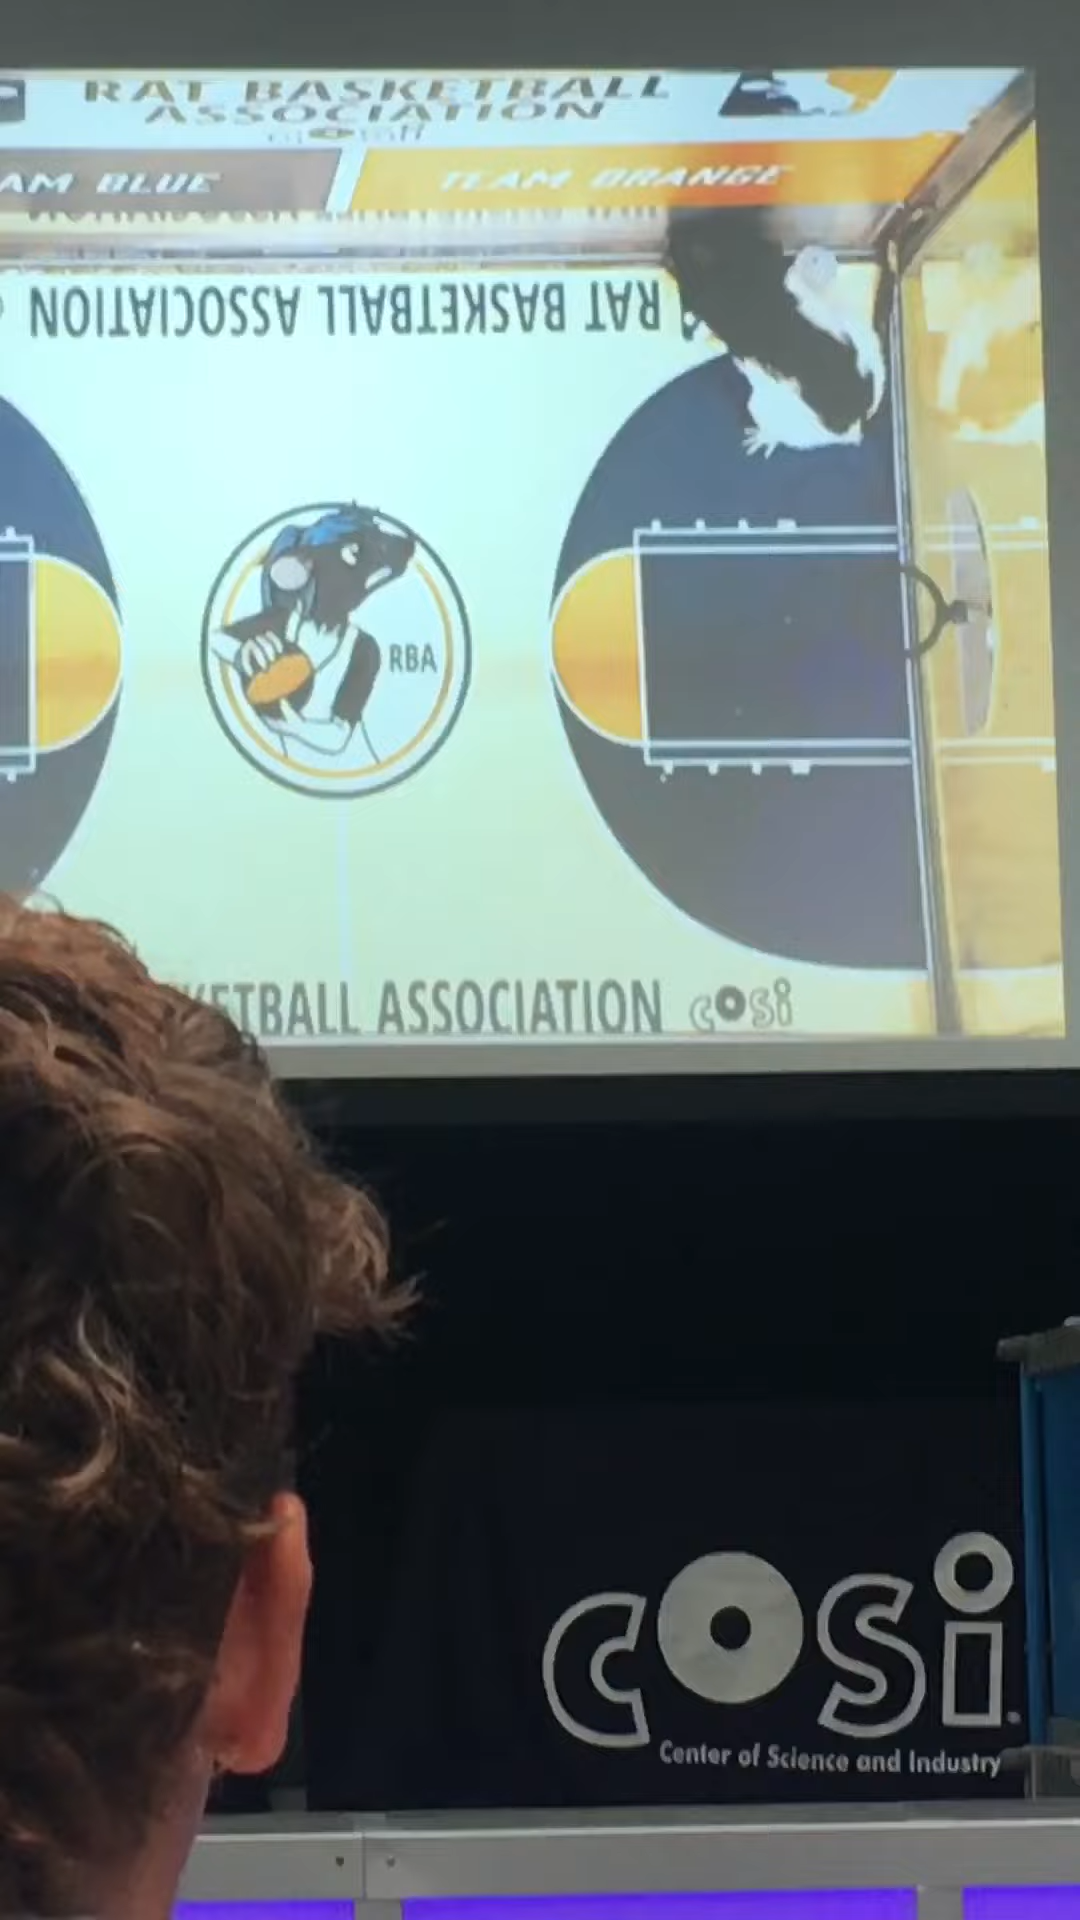 RAT BASKETBALL
ASSOCIATION
AM BLUE
TEAM ORANGE
RAT BASKETBALL ASSOCIATION
RBA
KETBALL ASSOCIATION cosi
cosi
Center of Science and Industry